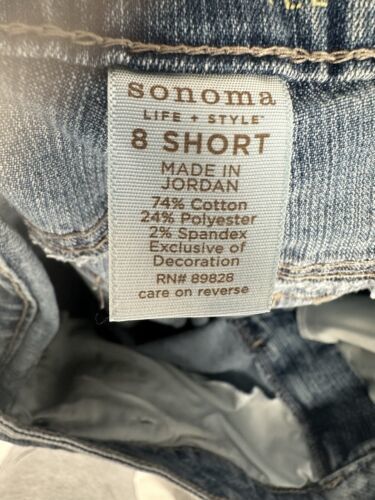 sonoma
LIFE + STYLE
8 SHORT
MADE IN
JORDAN
74% Cotton
24% Polyester
2% Spandex
Exclusive of
Decoration
RN# 89828
care on reverse